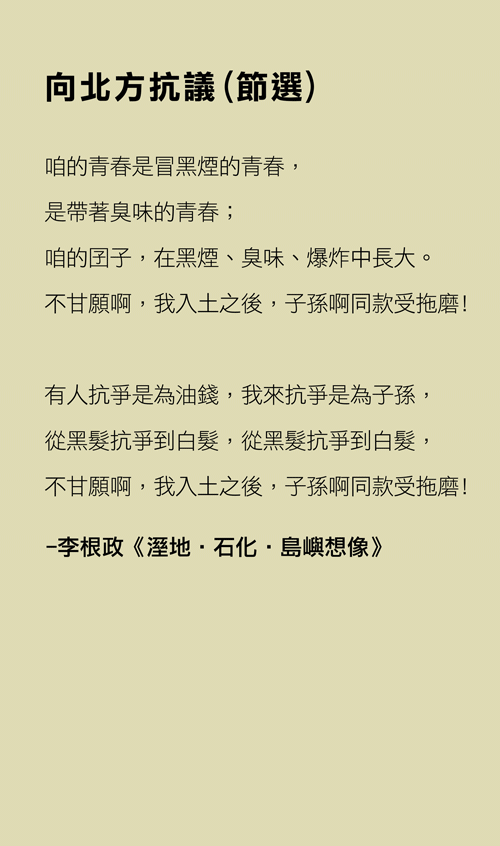 向北方抗議(節選)
咱的青春是冒黑煙的青春，
是帶著臭味的青春；
咱的囝子，在黑煙、臭味、爆炸中長大。
不甘願啊，我入土之後，子孫啊同款受拖磨！
有人抗爭是為油錢，我來抗爭是為子孫，
從黑髮抗爭到白髮，從黑髮抗爭到白髮，
不甘願啊，我入土之後，子孫啊同款受拖磨！
–李根政《溼地・石化・島嶼想像》